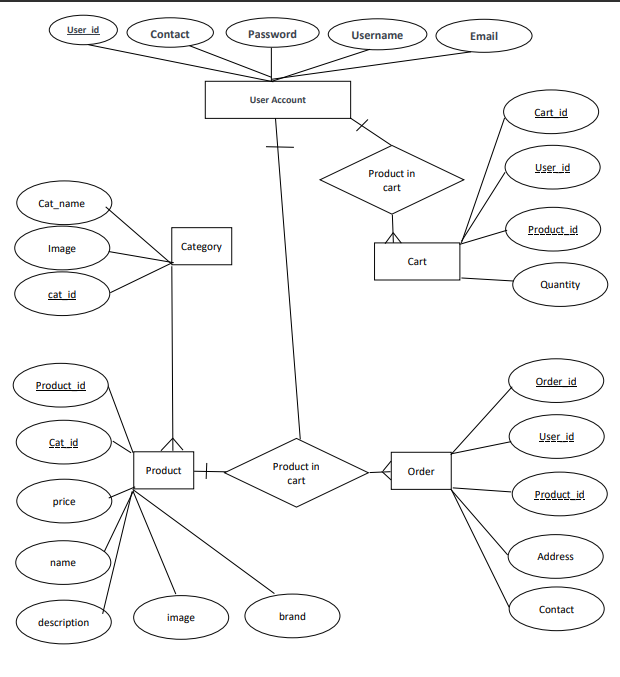 User_id
Contact
Password
Username
Email
User Account
Cart_id
Product in
cart
User_id
Cat_name
Product_id
Image
Category
Cart
Quantity
cat_id
Product_id
Order_id
Cat_id
User_id
Product
Product in
cart
Order
price
Product_id
name
Address
description
image
brand
Contact